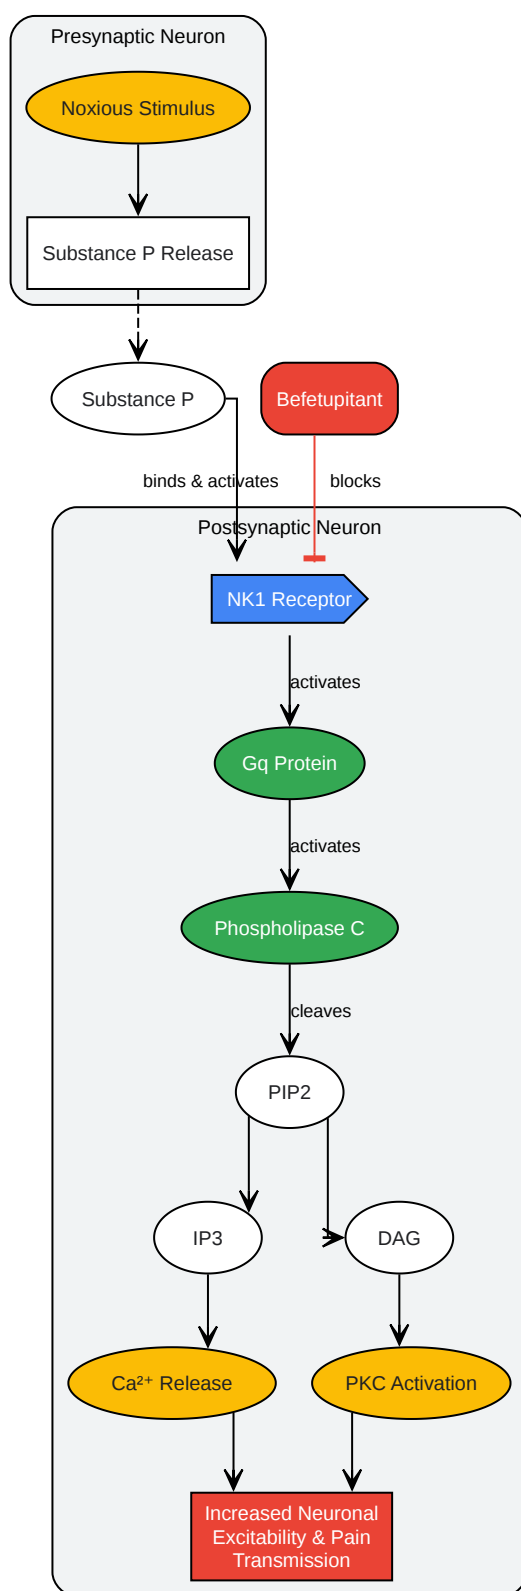 Presynaptic Neuron
Noxious Stimulus
Substance P Release
Substance P
Befetupitant
binds & activates
blocks
Postsynaptic Neuron
NK1 Receptor
activates
Gq Protein
activates
Phospholipase C
cleaves
PIP2
IP3
DAG
Ca²⁺ Release
PKC Activation
Increased Neuronal
Excitability & Pain
Transmission